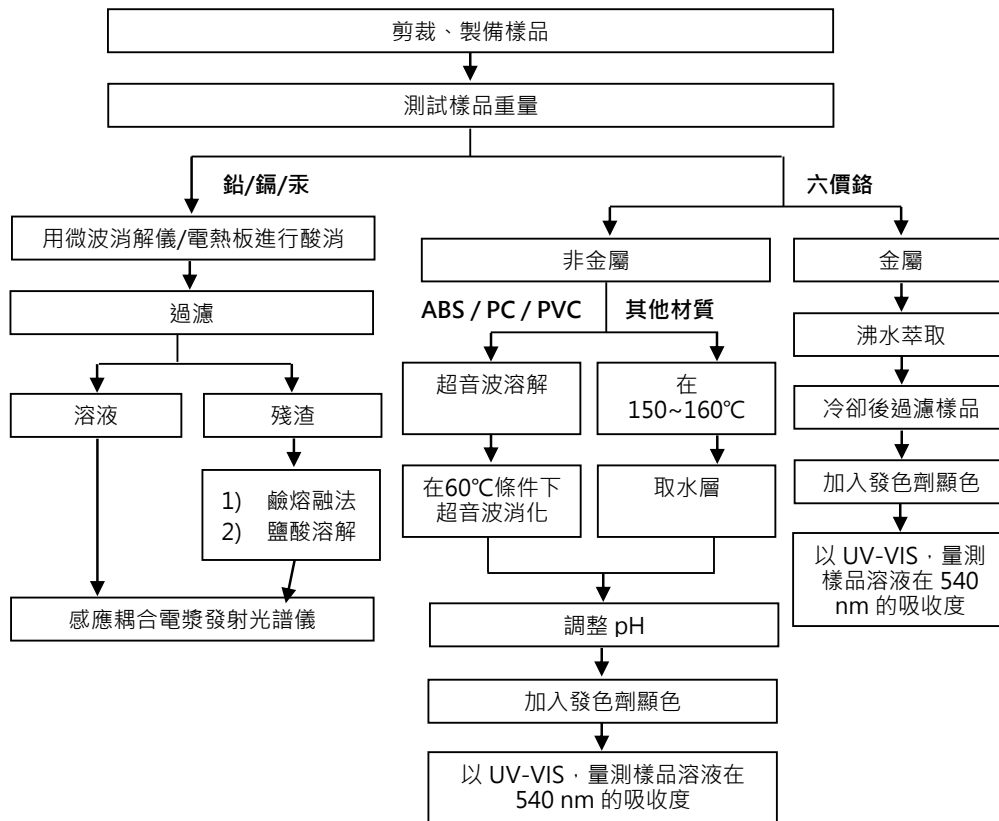 剪裁、製備樣品
測試樣品重量
鉛/鎘/汞
六價鉻
用微波消解儀/電熱板進行酸消
非金屬
金屬
過濾
ABS / PC / PVC
其他材質
沸水萃取
超音波溶解
在
150~160℃
溶液
殘渣
冷卻後過濾樣品
1) 鹼熔融法
2) 鹽酸溶解
在60℃條件下
超音波消化
取水層
加入發色劑顯色
以 UV-VIS，量測
樣品溶液在 540
nm 的吸收度
感應耦合電漿發射光譜儀
調整 pH
加入發色劑顯色
以 UV-VIS，量測樣品溶液在
540 nm 的吸收度